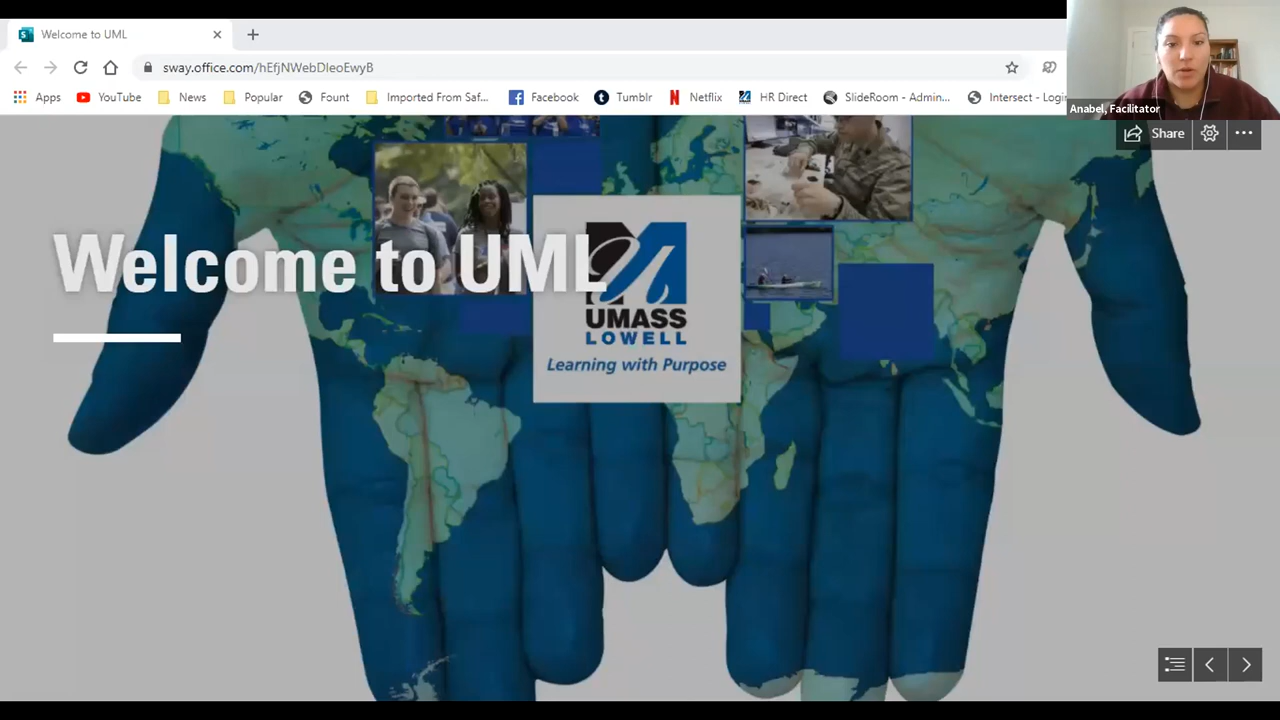 Welcome to UML
sway.office.com/hEfjNWebDleoEwyB
Apps
YouTube
News
Popular
Fount
Imported From Saf...
Facebook
Tumblr
Netflix
HR Direct
SlideRoom - Admin...
Intersect - Login
Anabel, Facilitator
Share
Welcome to UML
UMASS
LOWELL
Learning with Purpose